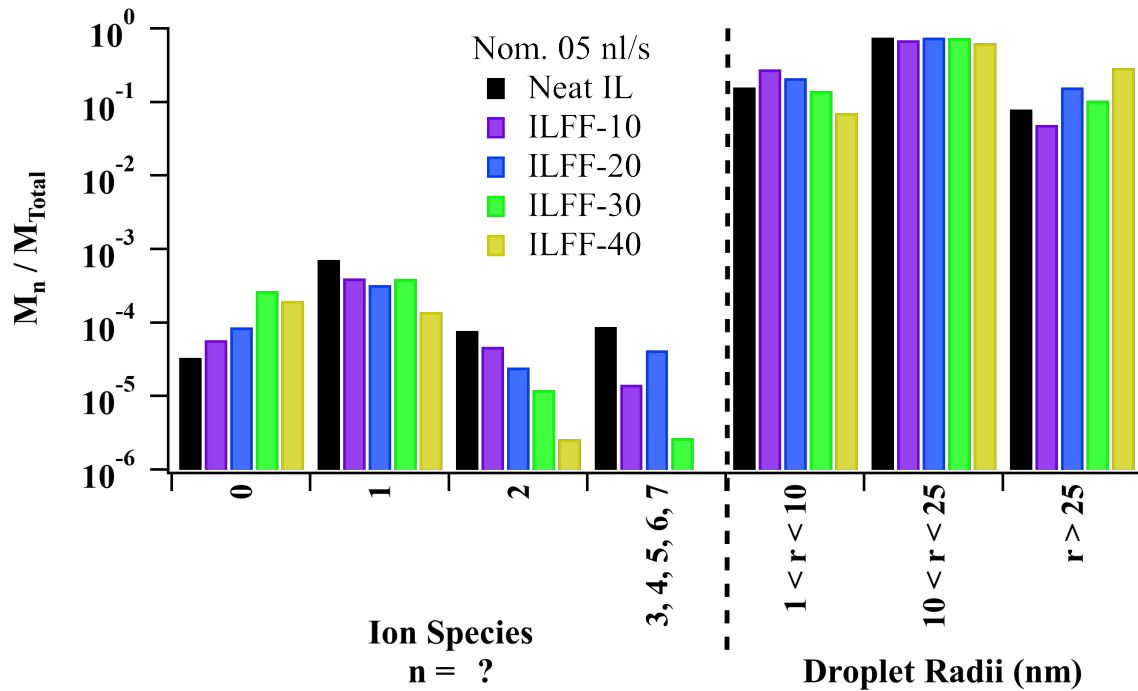 Nom. 05 nl/s
Neat IL
ILFF-10
ILFF-20
ILFF-30
ILFF-40
M_n / M_Total
10^0
10^-1
10^-2
10^-3
10^-4
10^-5
10^-6
0
1
2
3, 4, 5, 6, 7
1 < r < 10
10 < r < 25
r > 25
Ion Species
n = ?
Droplet Radii (nm)